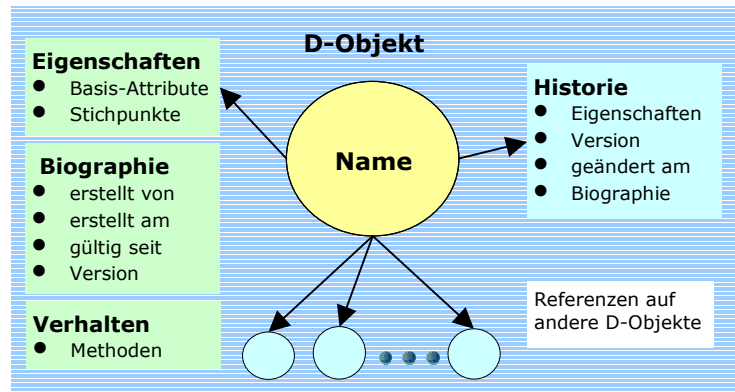 D-Objekt
Eigenschaften
Basis-Attribute
Stichpunkte
Biographie
erstellt von
erstellt am
gültig seit
Version
Verhalten
Methoden
Name
Historie
Eigenschaften
Version
geändert am
Biographie
Referenzen auf
andere D-Objekte